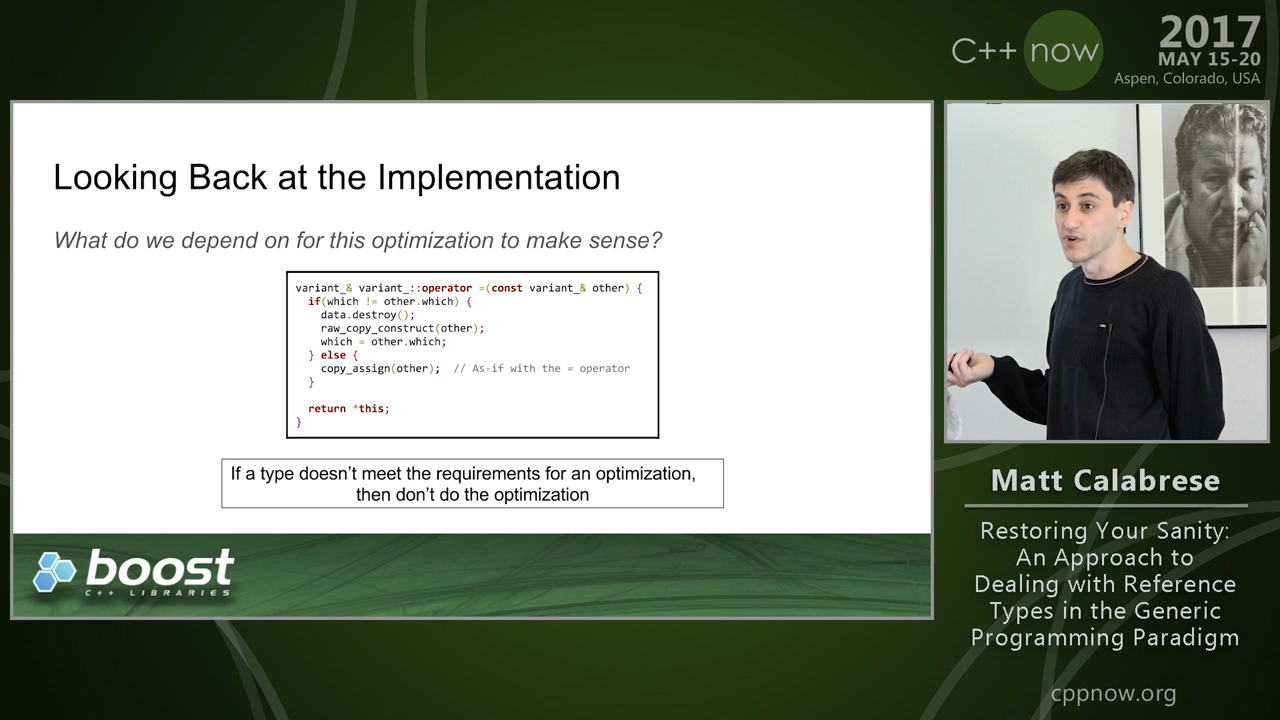 C++ now
2017
MAY 15-20
Aspen, Colorado, USA
Looking Back at the Implementation
What do we depend on for this optimization to make sense?
variant_& variant_::operator =(const variant_& other) {
if(which != other.which) {
data.destroy();
raw_copy_construct(other);
which = other.which;
} else {
copy_assign(other); // As-if with the = operator
}
return *this;
}
If a type doesn't meet the requirements for an optimization,
then don't do the optimization
boost
C++ LIBRARIES
Matt Calabrese
Restoring Your Sanity:
An Approach to
Dealing with Reference
Types in the Generic
Programming Paradigm
cppnow.org